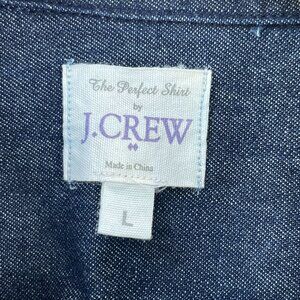 The Perfect Shirt
by
J.CREW
Made in China
L